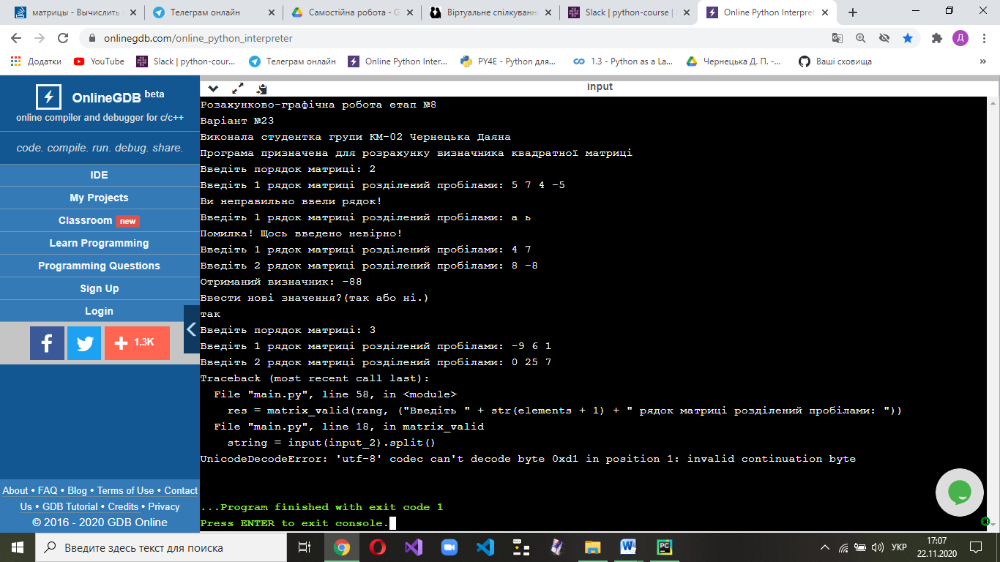 матрицы - Вычислить
Телеграм онлайн
Самостійна робота - G
Віртуальне спілкуванн
Slack | python-course |
Online Python Interpret
onlinegdb.com/online_python_interpreter
Д
Додатки
YouTube
Slack | python-cour...
Телеграм онлайн
Online Python Inter...
PY4E - Python для...
1.3 - Python as a La...
Чернецька Д. П. -...
Ваші сховища
»
OnlineGDB beta
online compiler and debugger for c/c++
code. compile. run. debug. share.
IDE
My Projects
Classroom new
Learn Programming
Programming Questions
Sign Up
Login
1.3K
About • FAQ • Blog • Terms of Use • Contact
Us • GDB Tutorial • Credits • Privacy
© 2016 - 2020 GDB Online
input
Розахунково-графічна робота етап №8
Варіант №23
Виконала студентка групи КМ-02 Чернецька Даяна
Програма призначена для розрахунку визначника квадратної матриці
Введіть порядок матриці: 2
Введіть 1 рядок матриці розділений пробілами: 5 7 4 -5
Ви неправильно ввели рядок!
Введіть 1 рядок матриці розділений пробілами: а ь
Помилка! Щось введено невірно!
Введіть 1 рядок матриці розділений пробілами: 4 7
Введіть 2 рядок матриці розділений пробілами: 8 -8
Отриманий визначник: -88
Ввести нові значення?(так або ні.)
так
Введіть порядок матриці: 3
Введіть 1 рядок матриці розділений пробілами: -9 6 1
Введіть 2 рядок матриці розділений пробілами: 0 25 7
Traceback (most recent call last):
File "main.py", line 58, in <module>
res = matrix_valid(rang, ("Введіть " + str(elements + 1) + " рядок матриці розділений пробілами: "))
File "main.py", line 18, in matrix_valid
string = input(input_2).split()
UnicodeDecodeError: 'utf-8' codec can't decode byte 0xd1 in position 1: invalid continuation byte
...Program finished with exit code 1
Press ENTER to exit console.
Введите здесь текст для поиска
УКР
17:07
22.11.2020